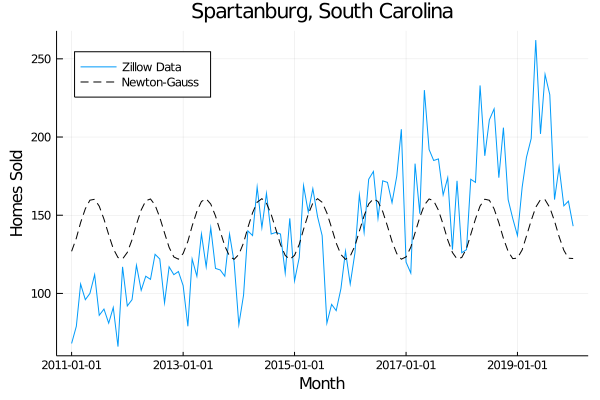 Spartanburg, South Carolina
Homes Sold
250
200
150
100
Zillow Data
Newton-Gauss
2011-01-01 2013-01-01 2015-01-01 2017-01-01 2019-01-01
Month